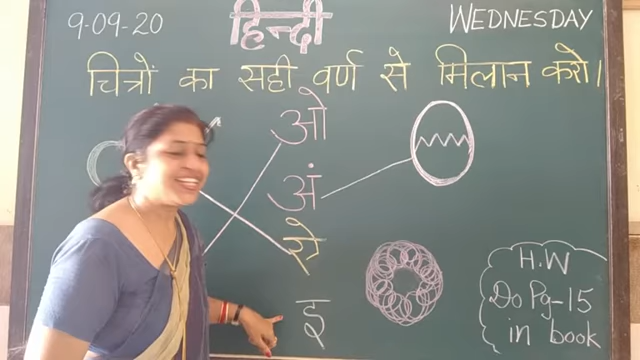 9-09-20
हिन्दी
WEDNESDAY
चित्रों का सही वर्ण से मिलान करो।
ओ
अं
ऐ
इ
H.W
Do Pg-15
in book